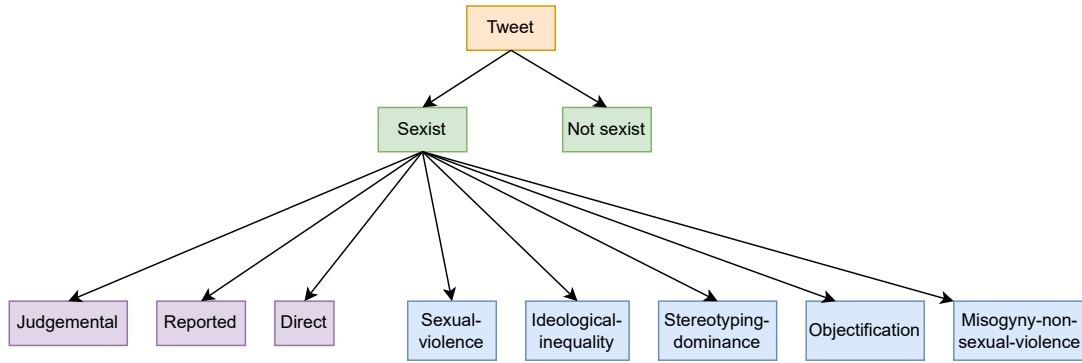 Tweet
Sexist
Not sexist
Judgemental
Reported
Direct
Sexual-
violence
Ideological-
inequality
Stereotyping-
dominance
Objectification
Misogyny-non-
sexual-violence